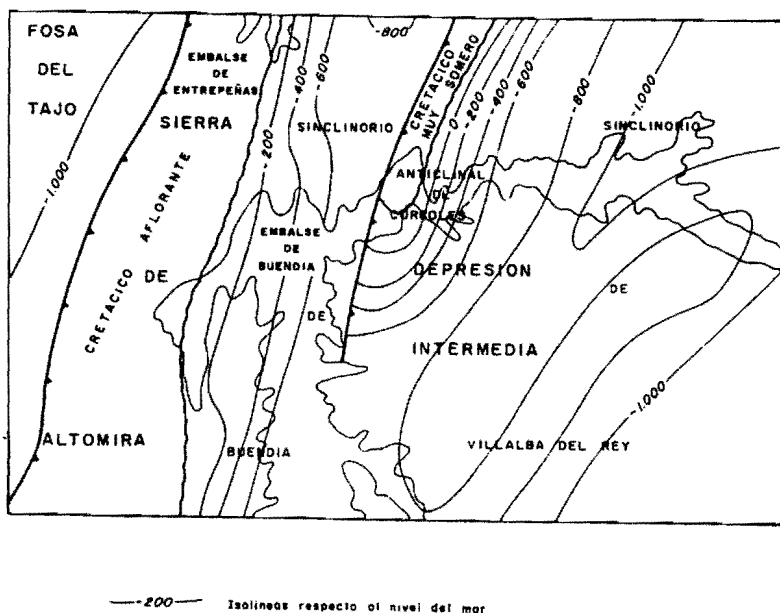 FOSA
DEL
TAJO
EMBALSE
DE
ENTREPEÑAS
SIERRA
-1.000
CRETACICO AFLORANTE
DE
ALTOMIRA
-200
-400
-600
-800
SINCLINORIO
EMBALSE
DE
BUENDIA
DE
BUENDIA
CRETACICO
MUY SOMERO
0
-200
-400
-600
-800
-1.000
SINCLINORIO
ANTICLINAL
DE
DEPRESION
DE
INTERMEDIA
-1.000
VILLALBA DEL REY
-200 Isolineas respecto al nivel del mar